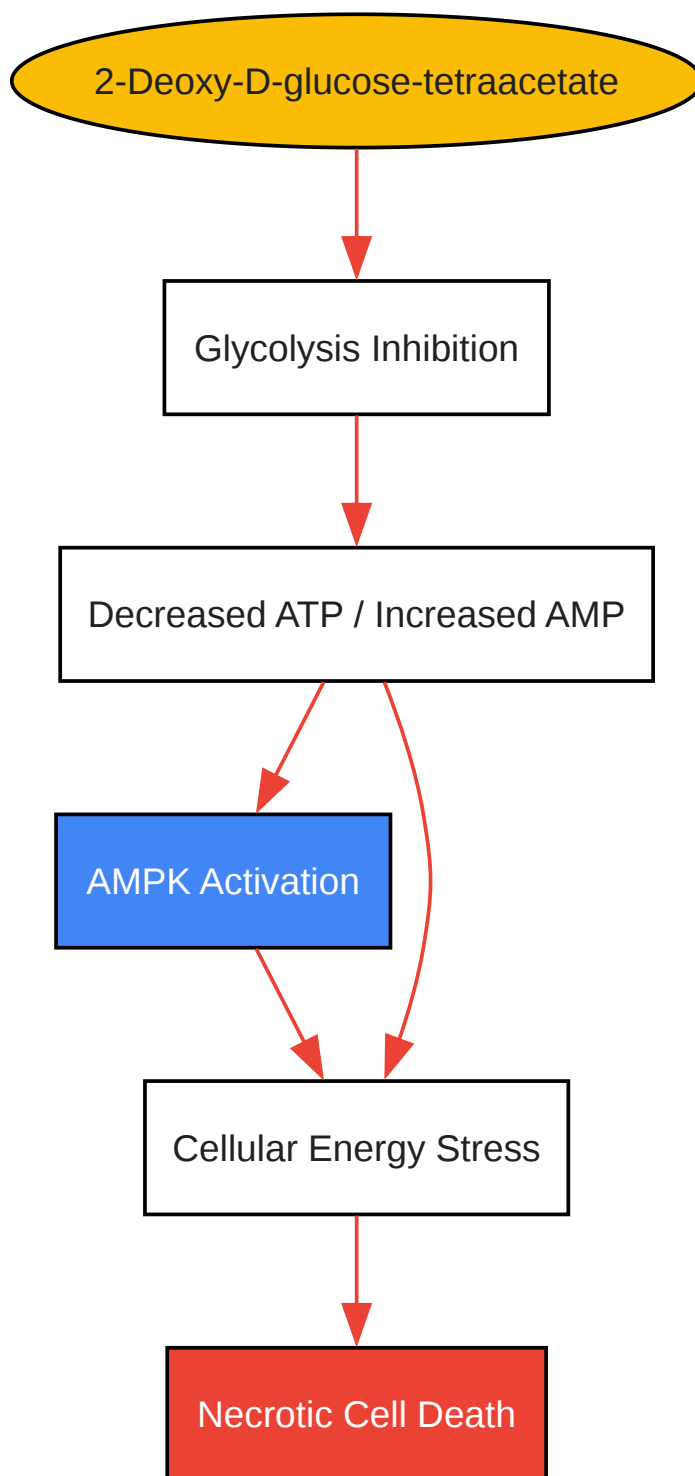 2-Deoxy-D-glucose-tetraacetate
Glycolysis Inhibition
Decreased ATP / Increased AMP
AMPK Activation
Cellular Energy Stress
Necrotic Cell Death